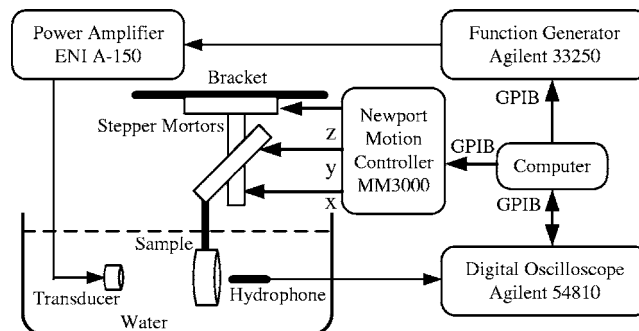 Power Amplifier
ENI A-150
Function Generator
Agilent 33250
Bracket
GPIB
Stepper Mortors
Newport
Motion
Controller
MM3000
z
y
x
GPIB
Computer
GPIB
Sample
Transducer
Hydrophone
Water
Digital Oscilloscope
Agilent 54810